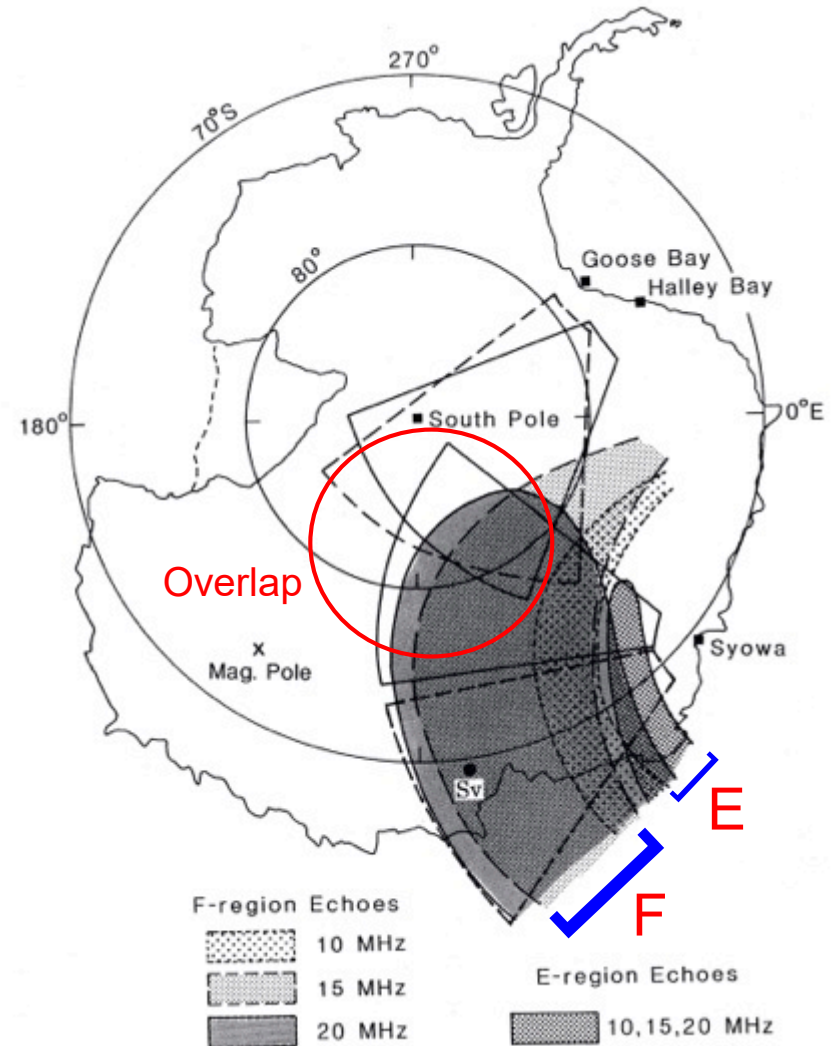 270°
70°S
80°
Goose Bay
Halley Bay
180°
South Pole
0°E
Overlap
Mag. Pole
Syowa
Sv
E
F
F-region Echoes
10 MHz
15 MHz
20 MHz
E-region Echoes
10,15,20 MHz